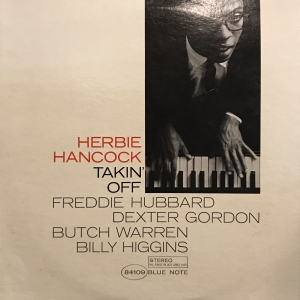 HERBIE
HANCOCK
TAKIN'
OFF
FREDDIE HUBBARD
DEXTER GORDON
BUTCH WARREN
BILLY HIGGINS
STEREO
84109 BLUE NOTE